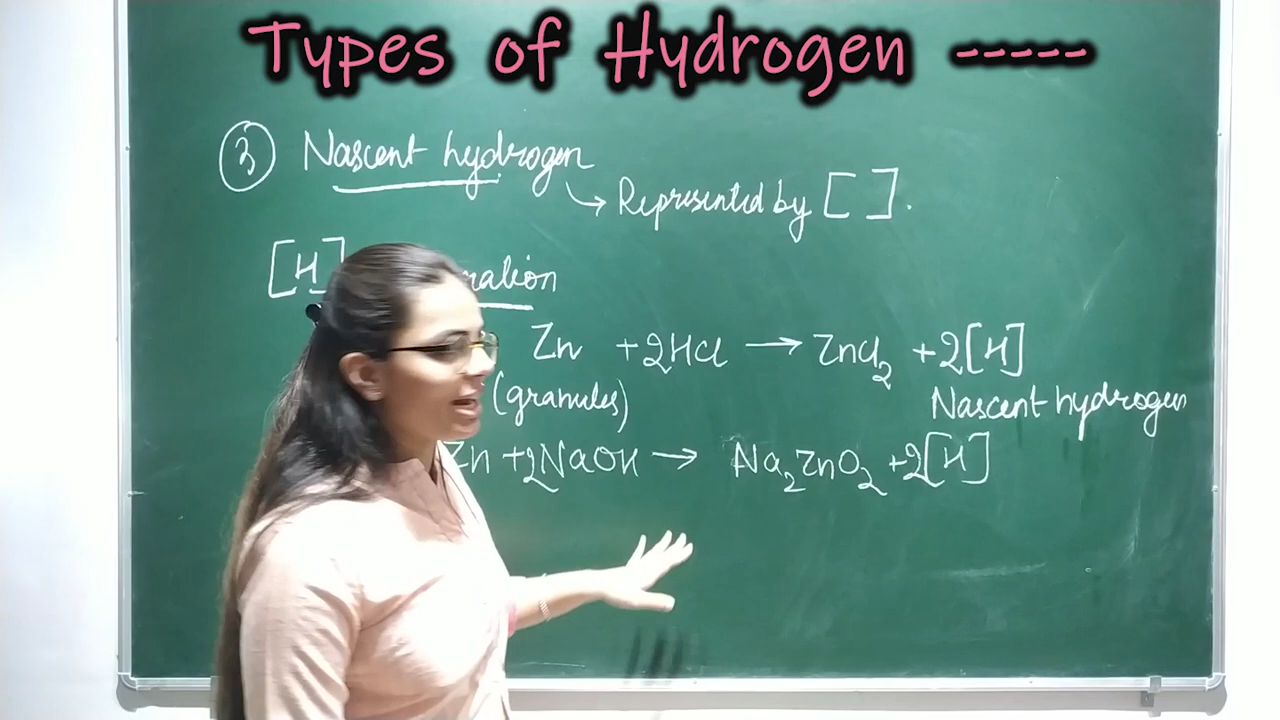 Types of Hydrogen -----
③ Nascent hydrogen
→ Represented by [ ].
[H]
Zn + 2HCl → ZnCl₂ + 2[H]
(granules) Nascent hydrogen
Zn + 2NaOH → Na₂ZnO₂ + 2[H]